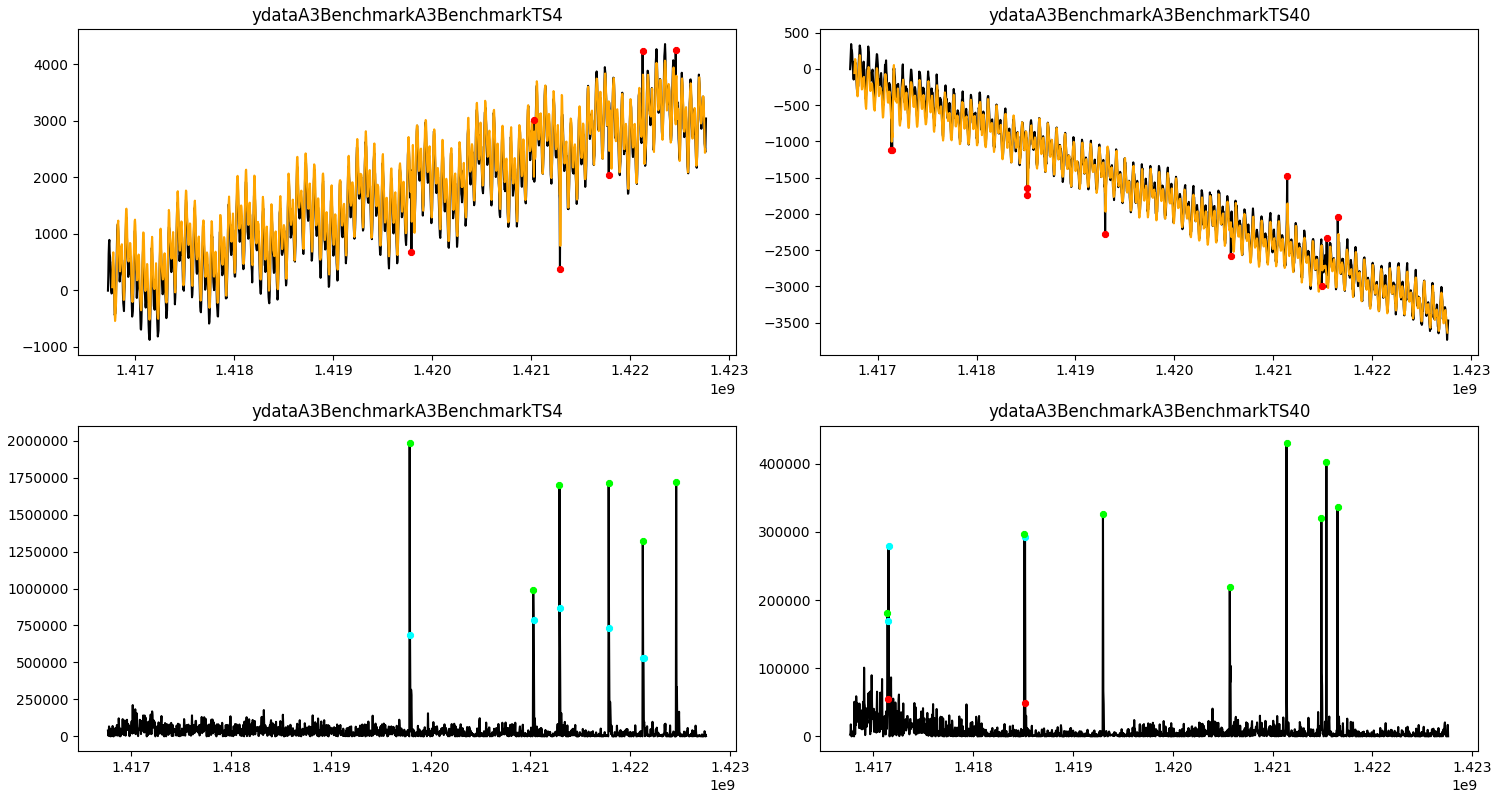 ydataA3BenchmarkA3BenchmarkTS4
4000
3000
2000
1000
0
−1000
1.417 1.418 1.419 1.420 1.421 1.422 1.423
1e9
ydataA3BenchmarkA3BenchmarkTS40
500
0
−500
−1000
−1500
−2000
−2500
−3000
−3500
1.417 1.418 1.419 1.420 1.421 1.422 1.423
1e9
ydataA3BenchmarkA3BenchmarkTS4
2000000
1750000
1500000
1250000
1000000
750000
500000
250000
0
1.417 1.418 1.419 1.420 1.421 1.422 1.423
1e9
ydataA3BenchmarkA3BenchmarkTS40
400000
300000
200000
100000
0
1.417 1.418 1.419 1.420 1.421 1.422 1.423
1e9